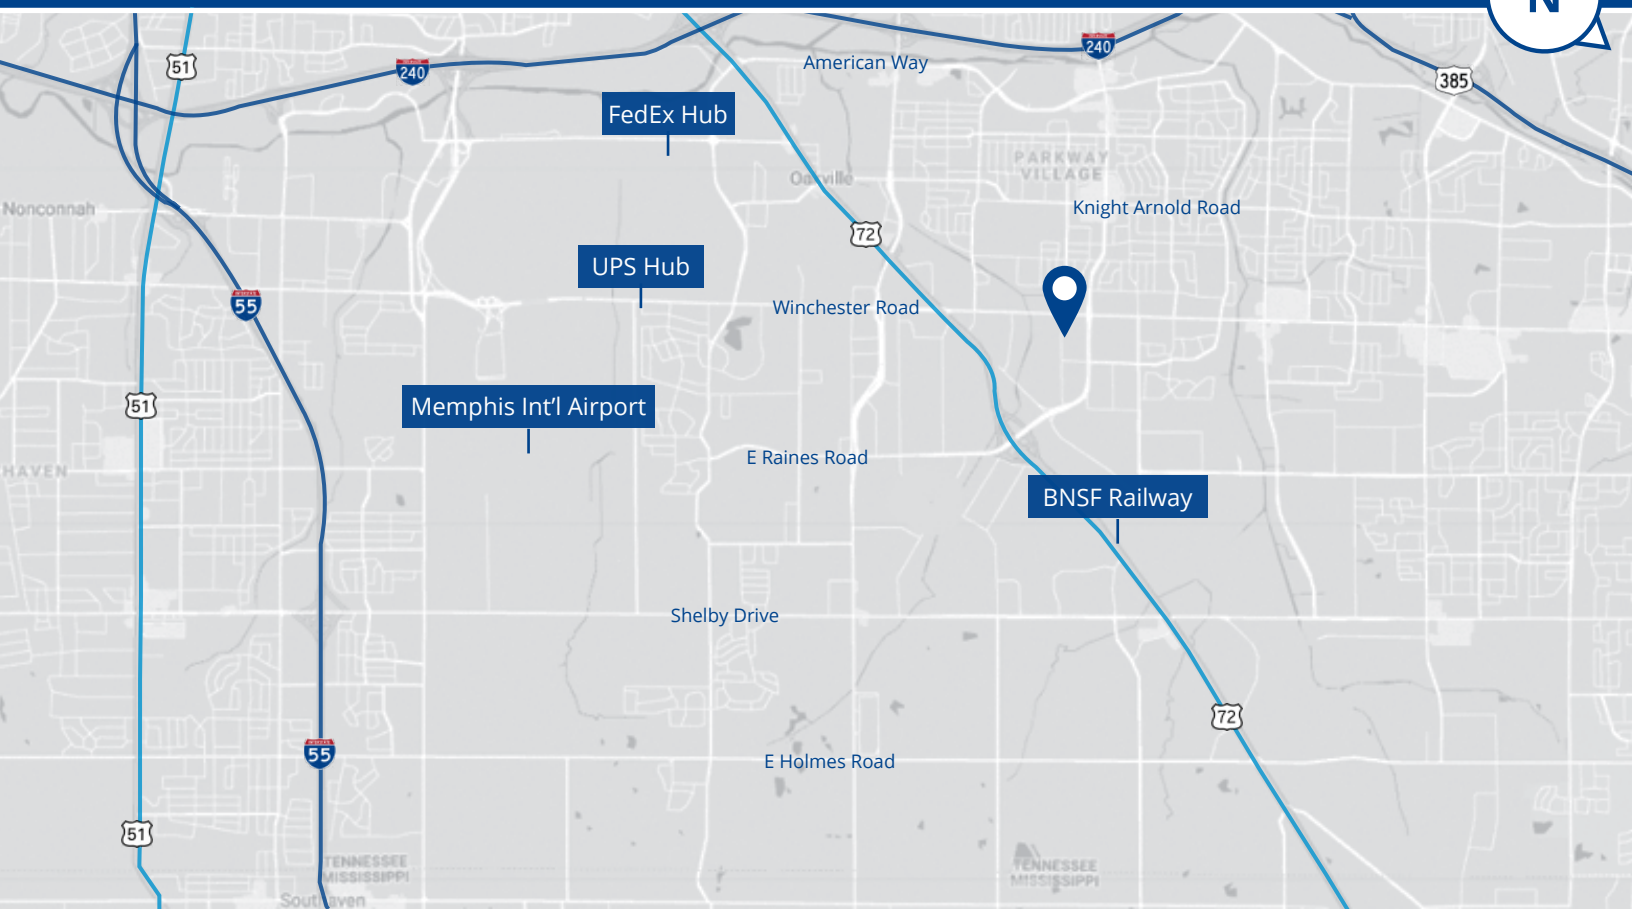 N
51
240
American Way
240
385
FedEx Hub
PARKWAY
VILLAGE
Oakville
Nonconnah
Knight Arnold Road
72
UPS Hub
55
Winchester Road
51
Memphis Int'l Airport
E Raines Road
HAVEN
BNSF Railway
Shelby Drive
72
55
E Holmes Road
51
TENNESSEE
MISSISSIPPI
TENNESSEE
MISSISSIPPI
Southaven